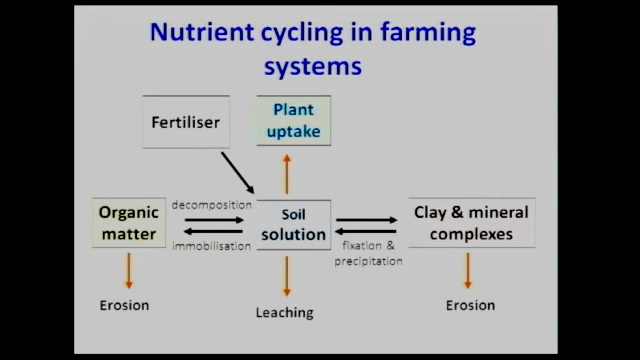 Nutrient cycling in farming
systems
Fertiliser
Plant
uptake
decomposition
Organic
matter
immobilisation
Soil
solution
fixation &
precipitation
Clay & mineral
complexes
Erosion
Leaching
Erosion